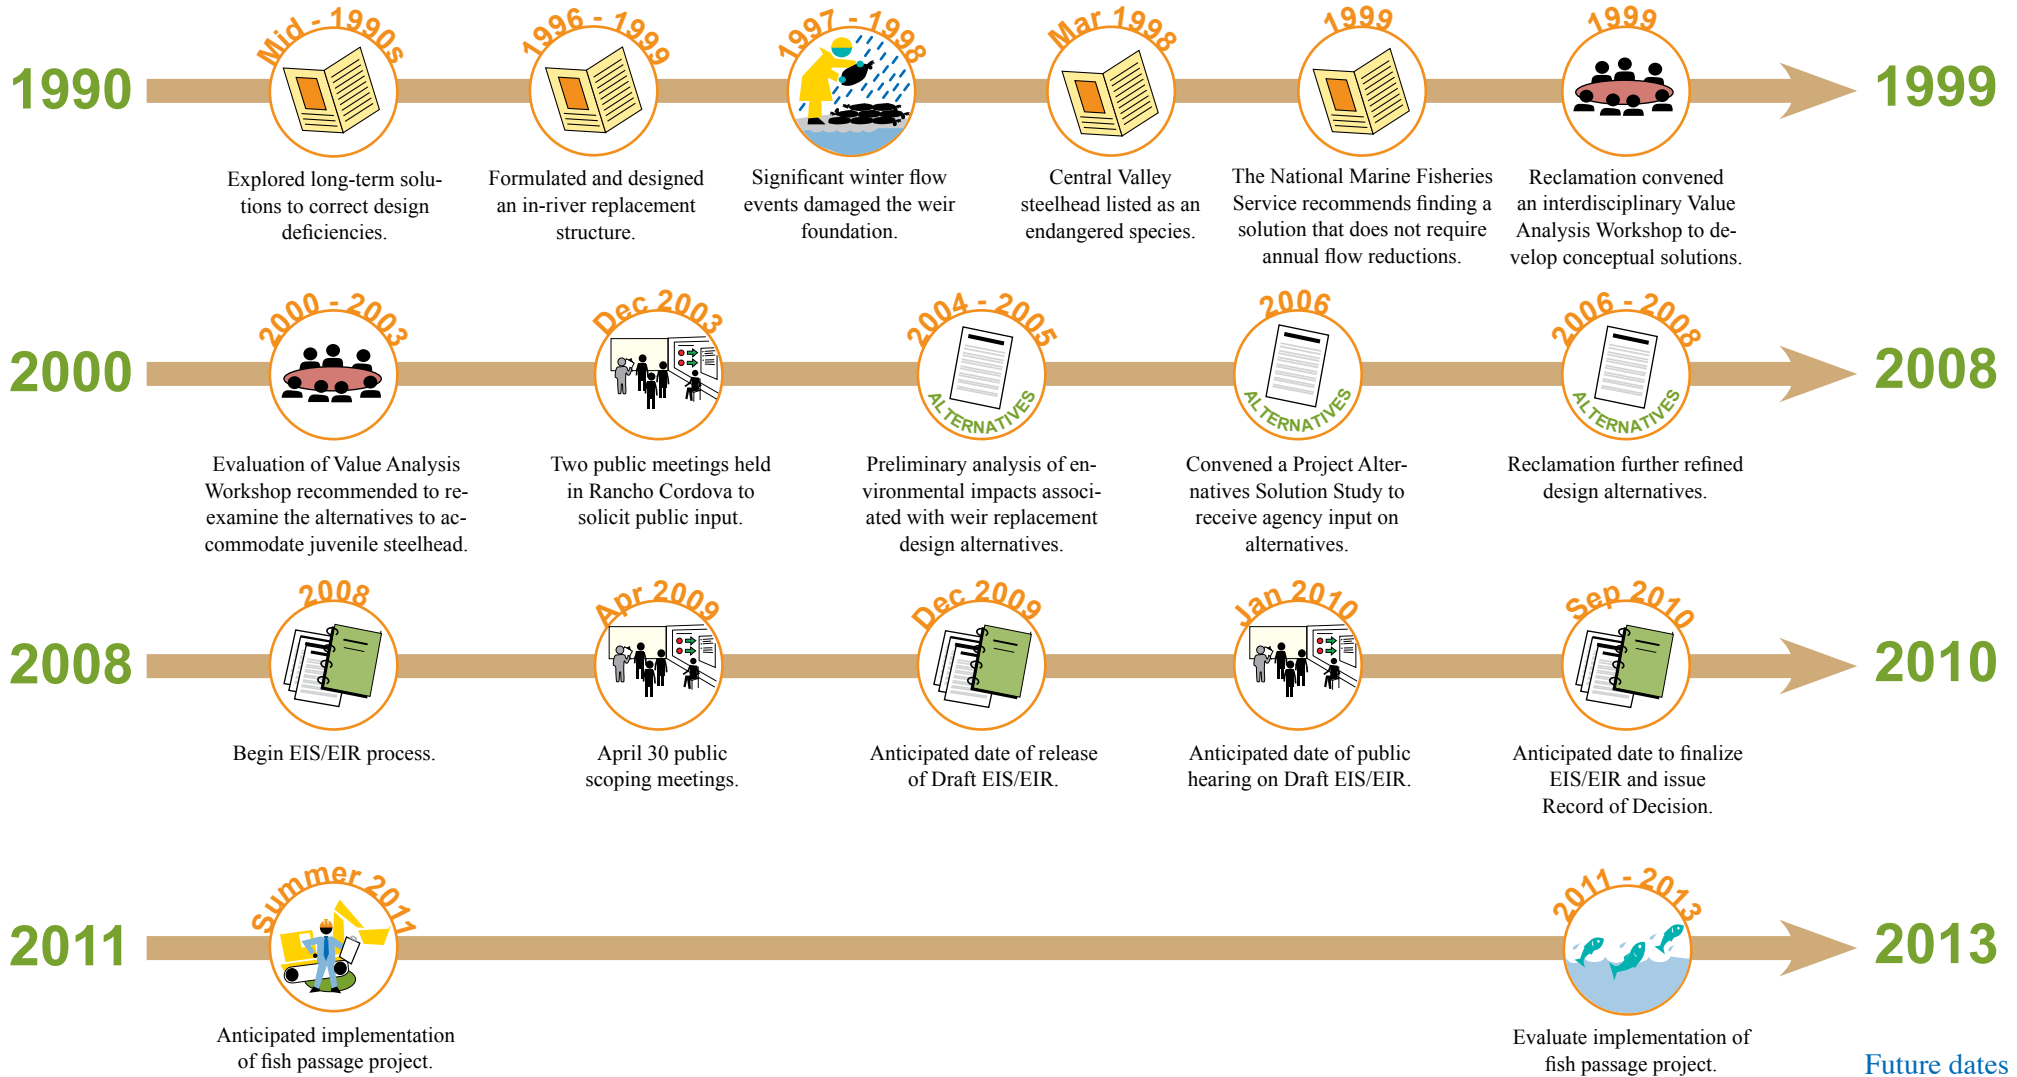 1990
Mid - 1990s
Explored long-term solu-
tions to correct design
deficiencies.
1996 - 1999
Formulated and designed
an in-river replacement
structure.
1997 - 1998
Significant winter flow
events damaged the weir
foundation.
Mar 1998
Central Valley
steelhead listed as an
endangered species.
1999
The National Marine Fisheries
Service recommends finding a
solution that does not require
annual flow reductions.
1999
Reclamation convened
an interdisciplinary Value
Analysis Workshop to de-
velop conceptual solutions.
1999
2000
2000 - 2003
Evaluation of Value Analysis
Workshop recommended to re-
examine the alternatives to ac-
commodate juvenile steelhead.
Dec 2003
Two public meetings held
in Rancho Cordova to
solicit public input.
2004 - 2005
ALTERNATIVES
Preliminary analysis of en-
vironmental impacts associ-
ated with weir replacement
design alternatives.
2006
ALTERNATIVES
Convened a Project Alter-
natives Solution Study to
receive agency input on
alternatives.
2006 - 2008
ALTERNATIVES
Reclamation further refined
design alternatives.
2008
2008
2008
Begin EIS/EIR process.
Apr 2009
April 30 public
scoping meetings.
Dec 2009
Anticipated date of release
of Draft EIS/EIR.
Jan 2010
Anticipated date of public
hearing on Draft EIS/EIR.
Sep 2010
Anticipated date to finalize
EIS/EIR and issue
Record of Decision.
2010
2011
Summer 2011
Anticipated implementation
of fish passage project.
2011 - 2013
Evaluate implementation of
fish passage project.
2013
Future dates